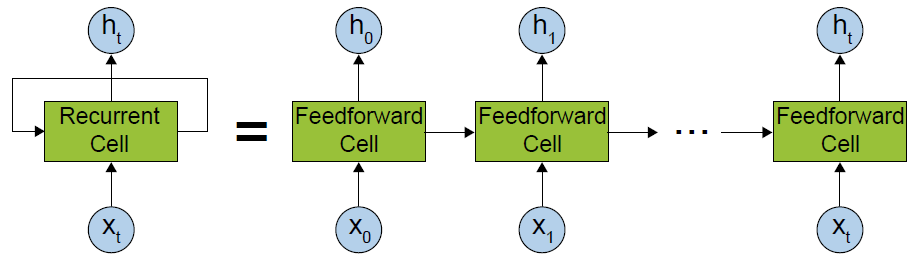 h_t h_0 h_1 h_t
Recurrent Cell = Feedforward Cell Feedforward Cell ... Feedforward Cell
x_t x_0 x_1 x_t